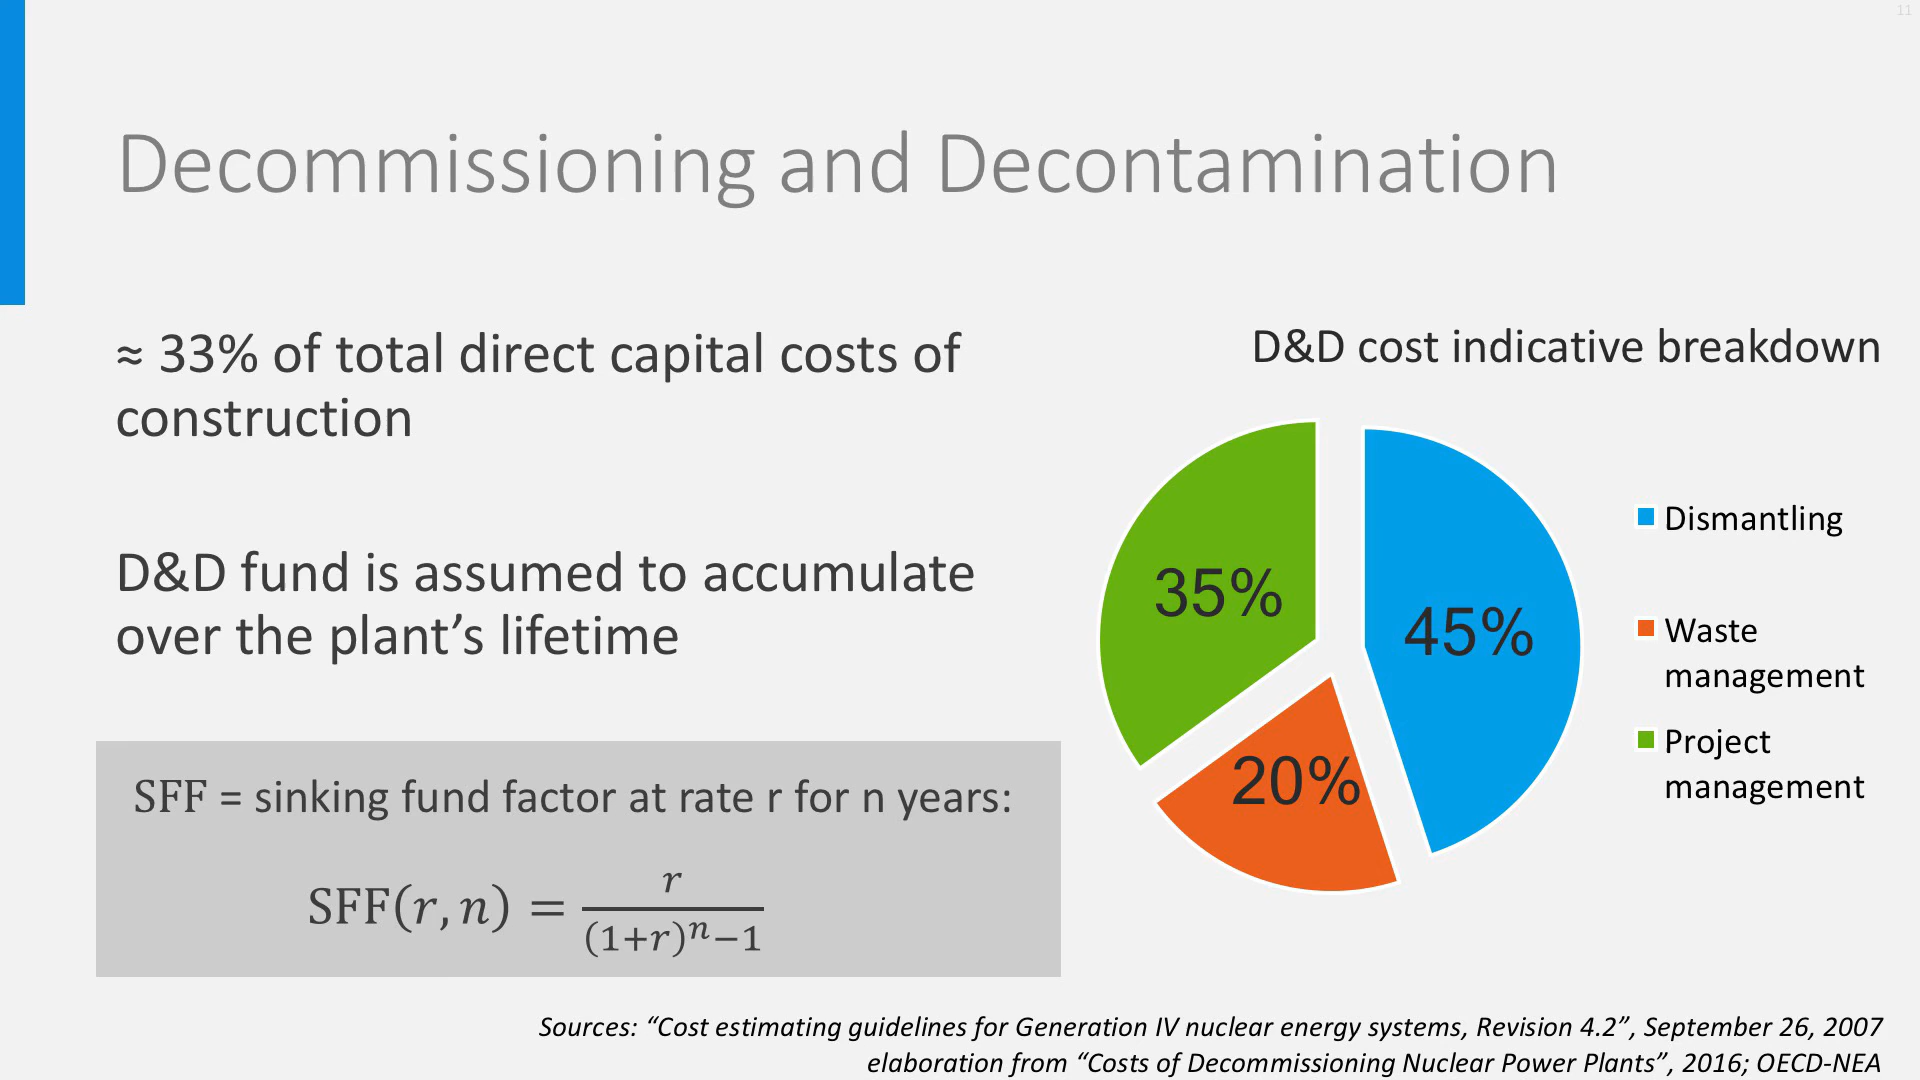 11
Decommissioning and Decontamination
≈ 33% of total direct capital costs of
construction
D&D fund is assumed to accumulate
over the plant’s lifetime
SFF = sinking fund factor at rate r for n years:
SFF(r, n) = r / ((1+r)^n−1)
D&D cost indicative breakdown
35%
45%
20%
Dismantling
Waste
management
Project
management
Sources: “Cost estimating guidelines for Generation IV nuclear energy systems, Revision 4.2”, September 26, 2007
elaboration from “Costs of Decommissioning Nuclear Power Plants”, 2016; OECD-NEA